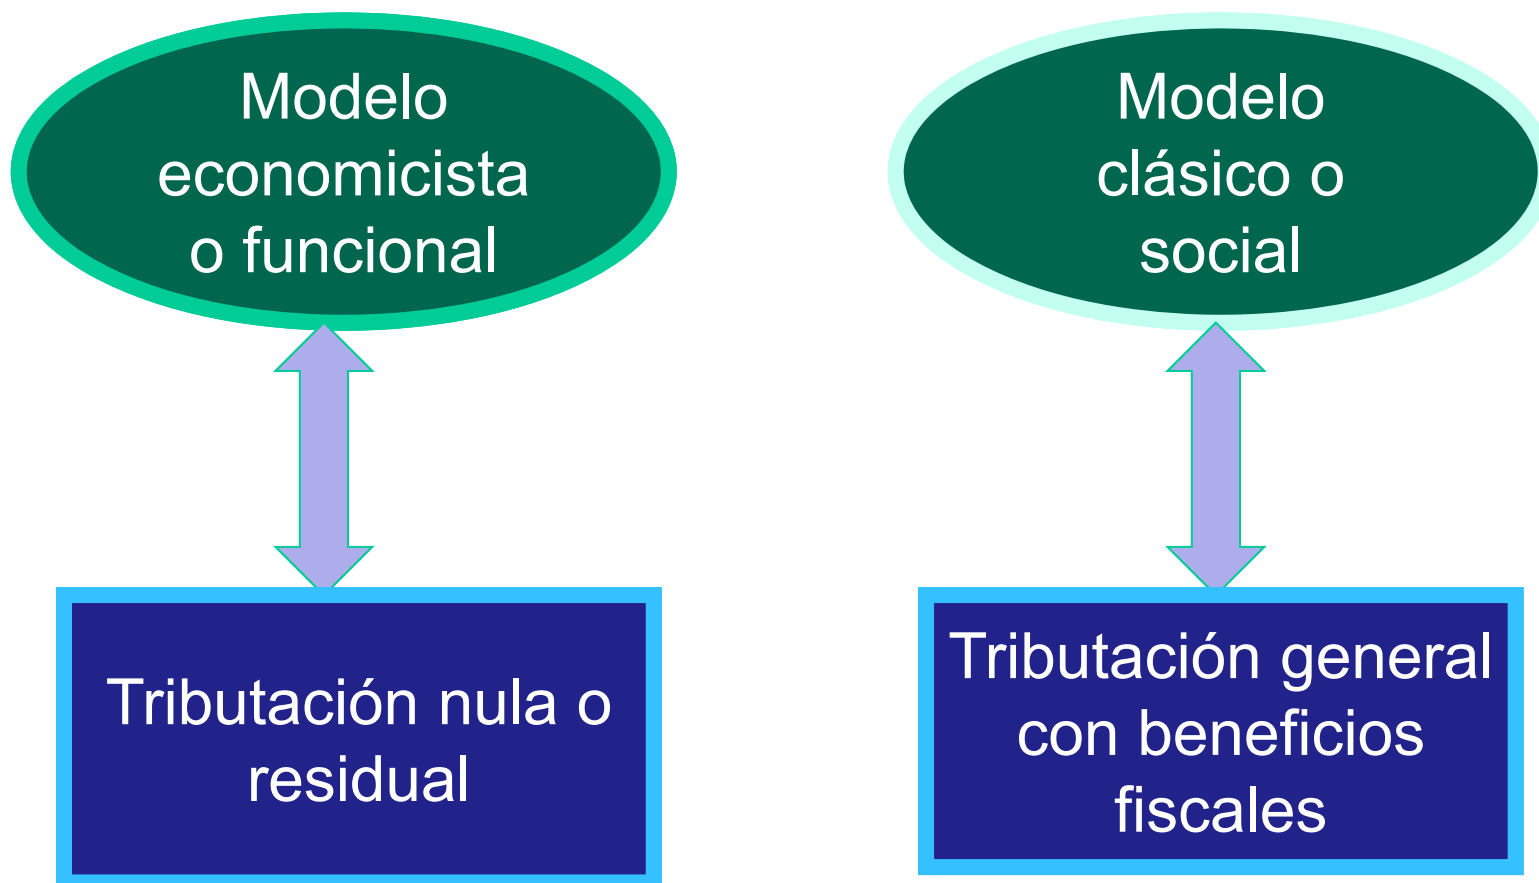 Modelo
economicista
o funcional
Modelo
clásico o
social
Tributación nula o
residual
Tributación general
con beneficios
fiscales